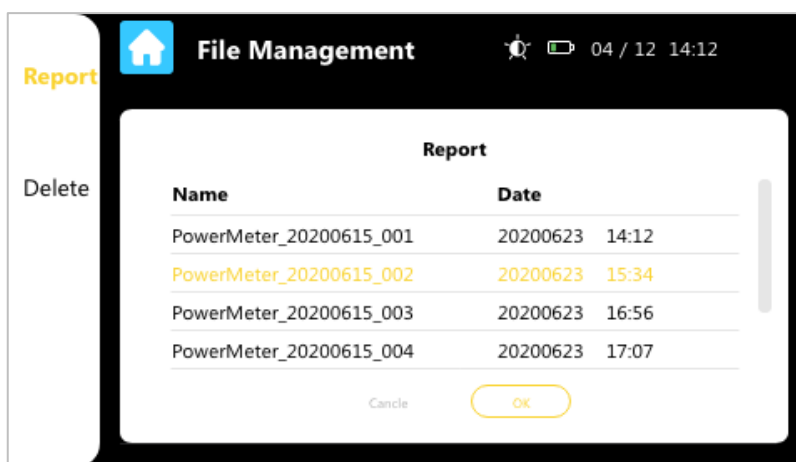 File Management 04 / 12 14:12
Report
Delete
Report
Name Date
PowerMeter_20200615_001 20200623 14:12
PowerMeter_20200615_002 20200623 15:34
PowerMeter_20200615_003 20200623 16:56
PowerMeter_20200615_004 20200623 17:07
Cancle OK